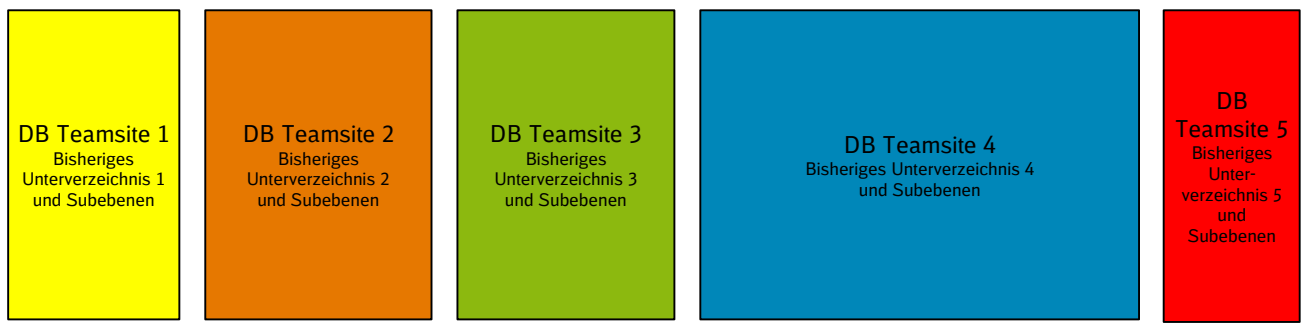 DB Teamsite 1
Bisheriges
Unterverzeichnis 1
und Subebenen
DB Teamsite 2
Bisheriges
Unterverzeichnis 2
und Subebenen
DB Teamsite 3
Bisheriges
Unterverzeichnis 3
und Subebenen
DB Teamsite 4
Bisheriges Unterverzeichnis 4
und Subebenen
DB
Teamsite 5
Bisheriges
Unter-
verzeichnis 5
und
Subebenen